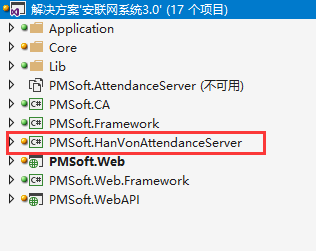 解决方案'安联网系统3.0' (17 个项目)
Application
Core
Lib
PMSoft.AttendanceServer (不可用)
PMSoft.CA
PMSoft.Framework
PMSoft.HanVonAttendanceServer
PMSoft.Web
PMSoft.Web.Framework
PMSoft.WebAPI